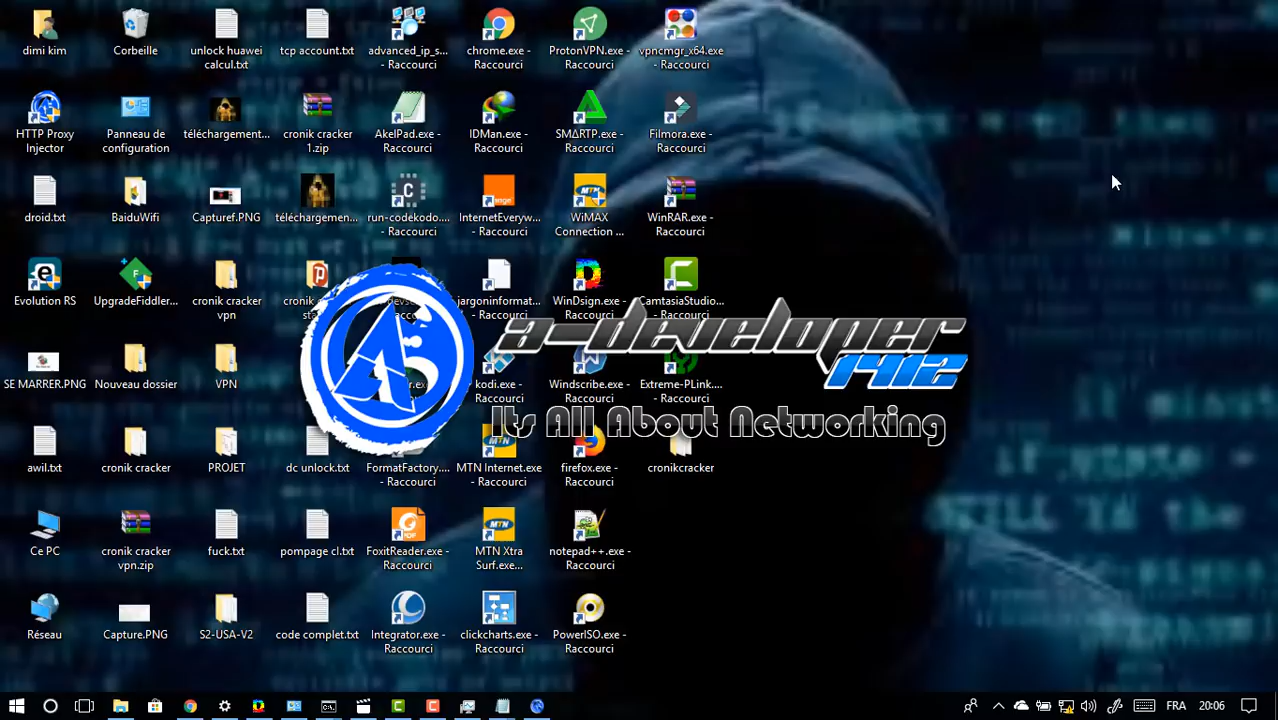 dimi kim
Corbeille
unlock huawei
calcul.txt
tcp account.txt
advanced_ip_s...
- Raccourci
chrome.exe -
Raccourci
ProtonVPN.exe -
Raccourci
vpncmgr_x64.exe
- Raccourci
HTTP Proxy
Injector
Panneau de
configuration
téléchargement...
cronik cracker
1.zip
AkelPad.exe -
Raccourci
IDMan.exe -
Raccourci
SMΔRTP.exe -
Raccourci
Filmora.exe -
Raccourci
droid.txt
BaiduWifi
Capturef.PNG
téléchargemen...
run-codekodo....
- Raccourci
InternetEveryw...
- Raccourci
WiMAX
Connection ...
WinRAR.exe -
Raccourci
Evolution RS
UpgradeFiddler...
cronik cracker
vpn
jargoninformat...
- Raccourci
WinDsign.exe -
Raccourci
CamtasiaStudio...
- Raccourci
a-developer
1412
Its All About Networking
SE MARRER.PNG
Nouveau dossier
VPN
kodi.exe -
Raccourci
Windscribe.exe -
Raccourci
Extreme-PLink....
- Raccourci
awil.txt
cronik cracker
PROJET
dc unlock.txt
FormatFactory....
- Raccourci
MTN Internet.exe
- Raccourci
firefox.exe -
Raccourci
cronikcracker
Ce PC
cronik cracker
vpn.zip
fuck.txt
pompage cl.txt
FoxitReader.exe -
Raccourci
MTN Xtra
Surf.exe...
notepad++.exe -
Raccourci
Réseau
Capture.PNG
S2-USA-V2
code complet.txt
Integrator.exe -
Raccourci
clickcharts.exe -
Raccourci
PowerISO.exe -
Raccourci
FRA
20:06